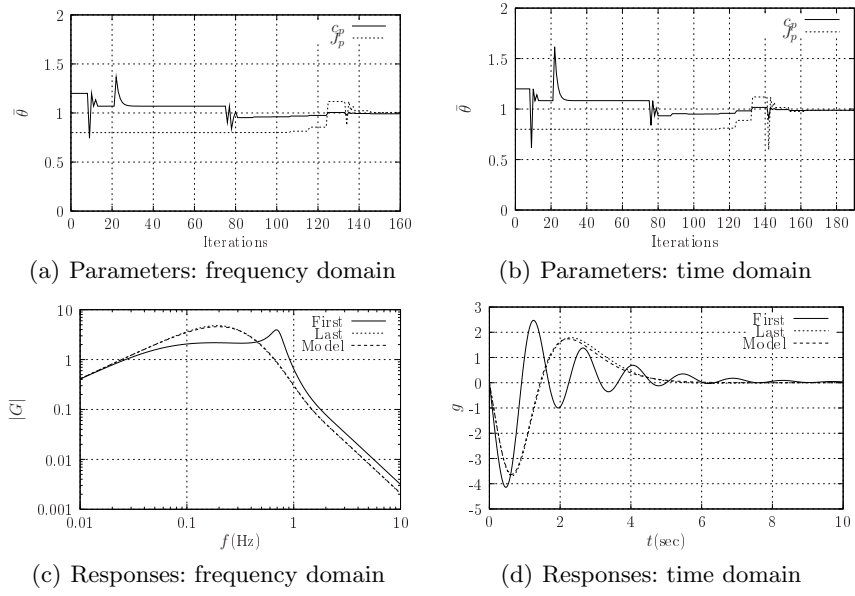 2
1.5
1
0.5
0
θ̄
c_p
f_p
0 20 40 60 80 100 120 140 160
Iterations
(a) Parameters: frequency domain
2
1.5
1
0.5
0
θ̄
c_p
f_p
0 20 40 60 80 100 120 140 160 180
Iterations
(b) Parameters: time domain
10
1
0.1
0.01
0.001
|G|
First
Last
Model
0.01 0.1 1 10
f(Hz)
(c) Responses: frequency domain
3
2
1
0
-1
-2
-3
-4
-5
g
First
Last
Model
0 2 4 6 8 10
t(sec)
(d) Responses: time domain